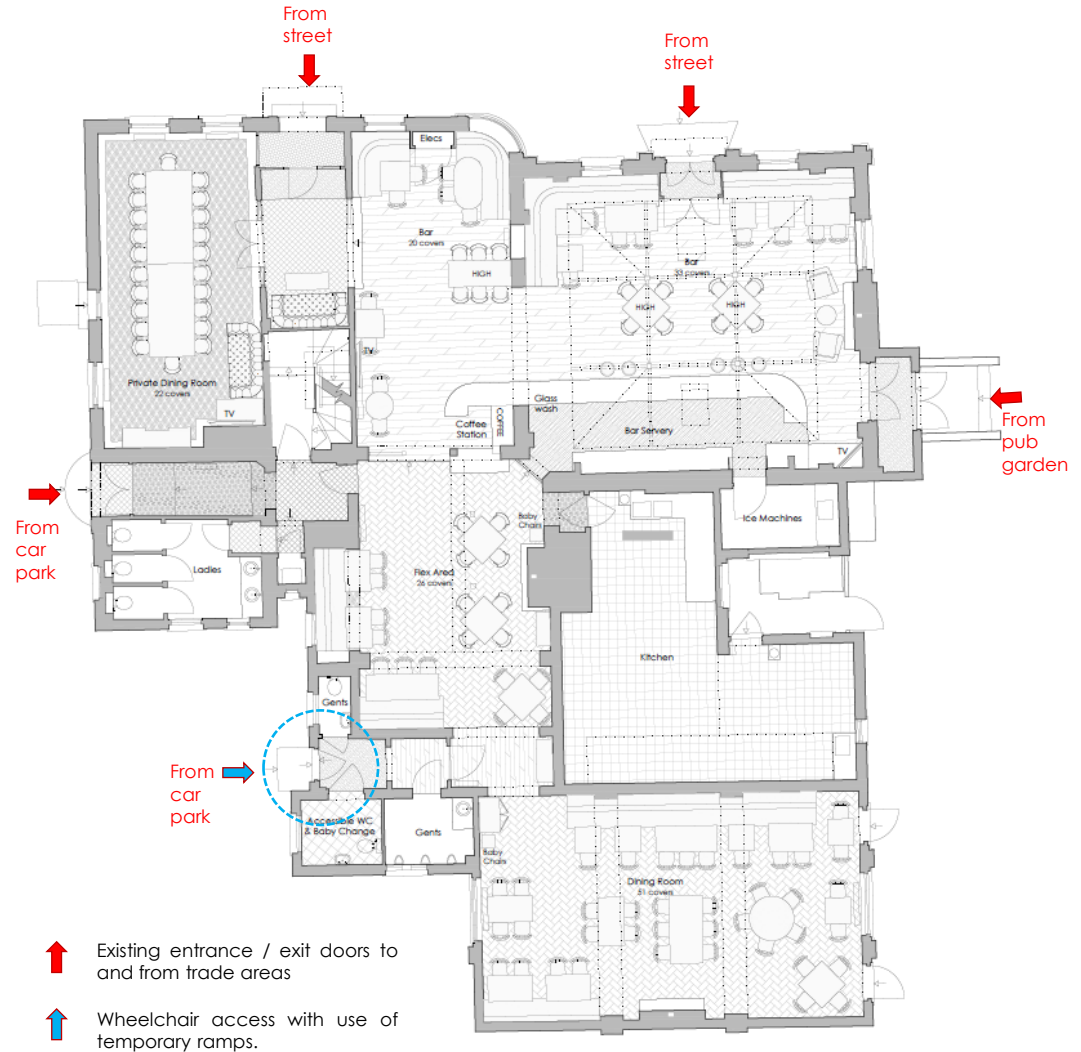 From
street
From
street
Elecs
Bar
20 covers
HIGH
Bar
33 covers
HIGH
HIGH
Private Dining Room
22 covers
TV
TV
Glass
wash
COFFEE
Coffee
Station
Bar Servery
TV
From
pub
garden
From
car
park
Ladies
Baby
Chairs
Ice Machines
Flex Area
26 covers
Kitchen
Gents
From
car
park
Accessible WC
& Baby Change
Gents
Baby
Chairs
Dining Room
51 covers
Existing entrance / exit doors to
and from trade areas
Wheelchair access with use of
temporary ramps.